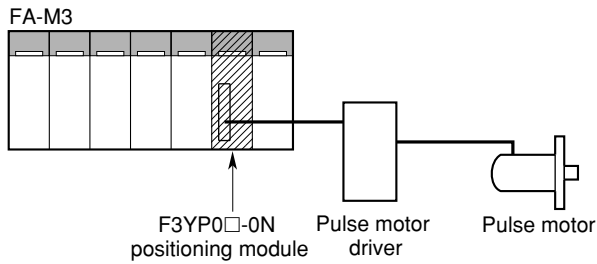 FA-M3
F3YP0□-0N
positioning module
Pulse motor
driver
Pulse motor